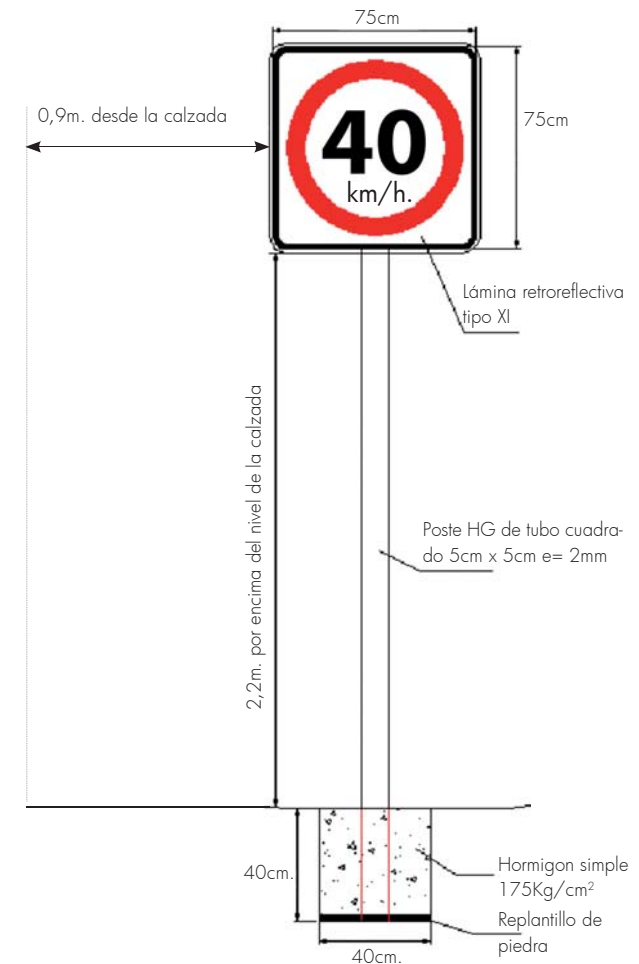 75cm
0,9m. desde la calzada
75cm
40
km/h.
Lámina retroreflectiva
tipo XI
2,2m. por encima del nivel de la calzada
Poste HG de tubo cuadra-
do 5cm x 5cm e= 2mm
40cm.
Hormigon simple
175Kg/cm²
Replantillo de
piedra
40cm.